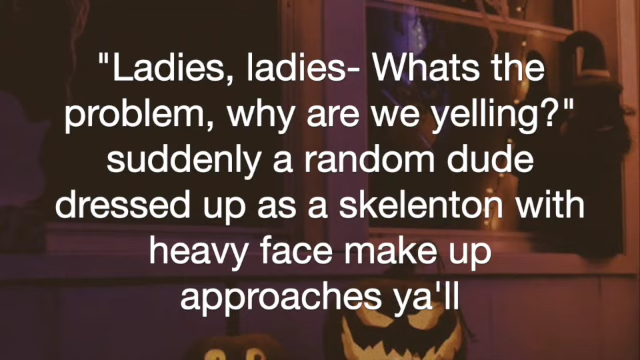 "Ladies, ladies- Whats the
problem, why are we yelling?"
suddenly a random dude
dressed up as a skelenton with
heavy face make up
approaches ya'll